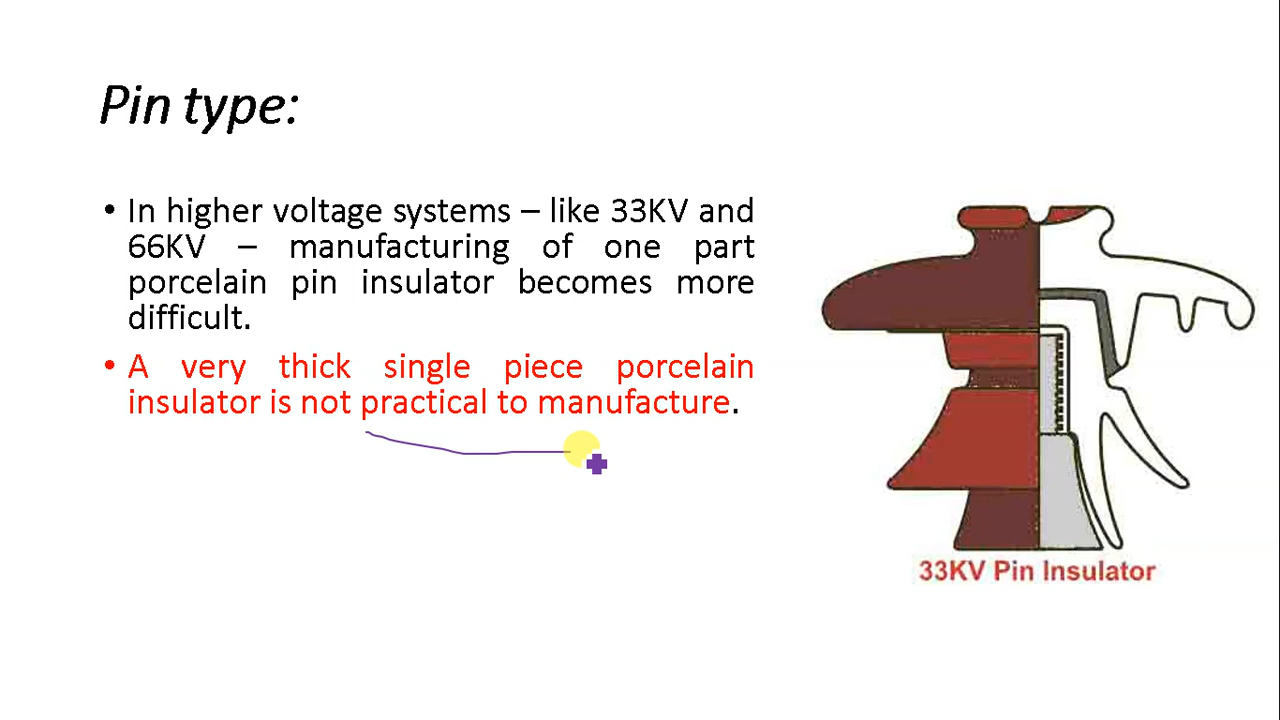 Pin type:
• In higher voltage systems – like 33KV and
66KV – manufacturing of one part
porcelain pin insulator becomes more
difficult.
• A very thick single piece porcelain
insulator is not practical to manufacture.
33KV Pin Insulator